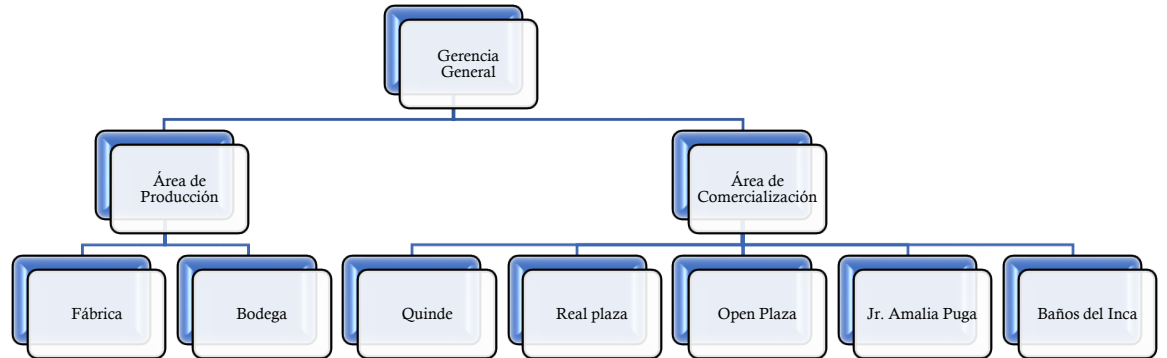 Gerencia
General
Área de
Producción
Área de
Comercialización
Fábrica
Bodega
Quinde
Real plaza
Open Plaza
Jr. Amalia Puga
Baños del Inca